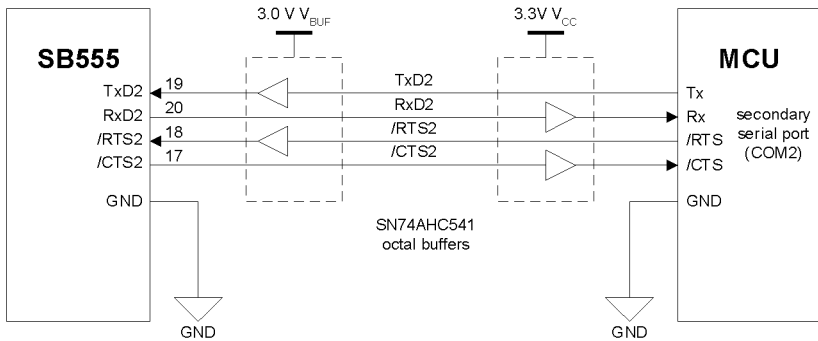 3.0 V VBUF
3.3V VCC
SB555
MCU
TxD2 19 TxD2 Tx
RxD2 20 RxD2 Rx
/RTS2 18 /RTS2 /RTS
/CTS2 17 /CTS2 /CTS
secondary
serial port
(COM2)
GND
GND
SN74AHC541
octal buffers
GND
GND